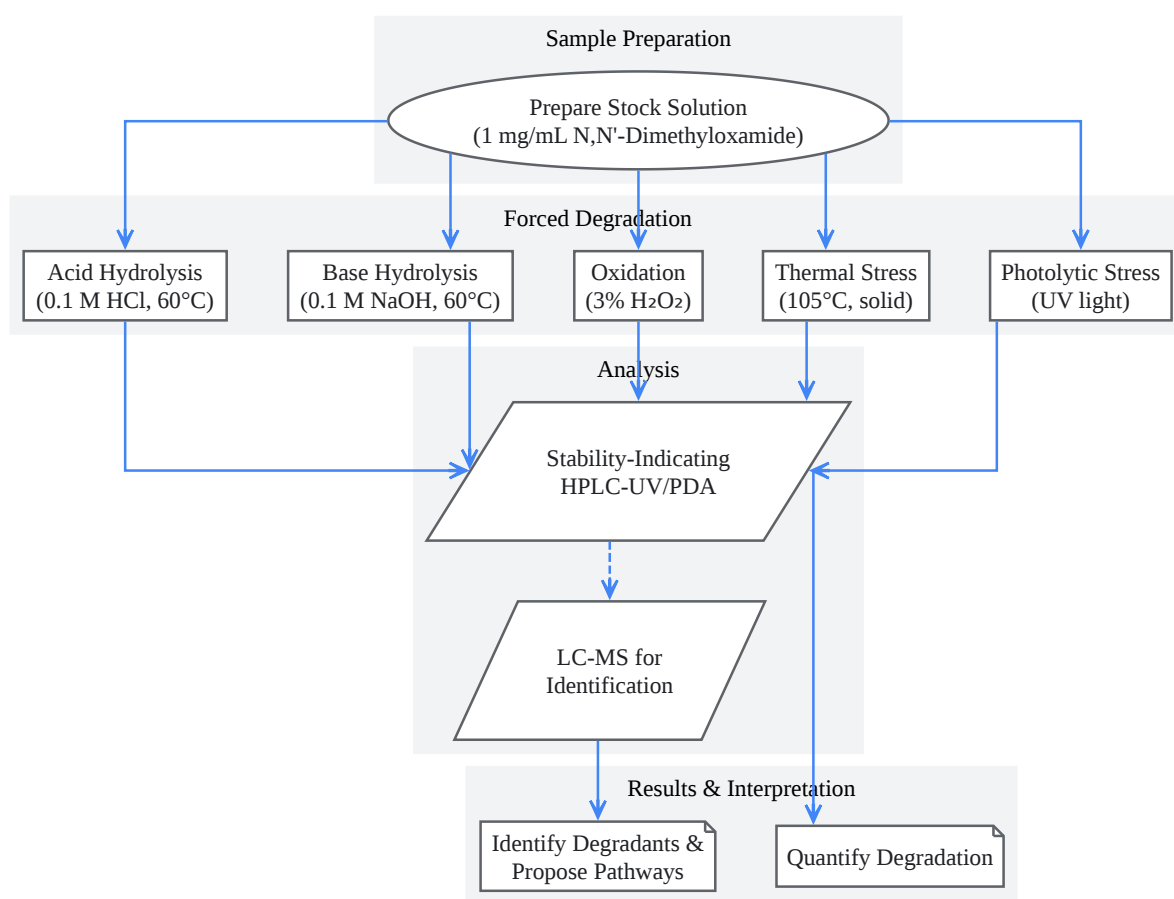 Sample Preparation
Prepare Stock Solution
(1 mg/mL N,N'-Dimethyloxamide)
Forced Degradation
Acid Hydrolysis
(0.1 M HCl, 60°C)
Base Hydrolysis
(0.1 M NaOH, 60°C)
Oxidation
(3% H₂O₂)
Thermal Stress
(105°C, solid)
Photolytic Stress
(UV light)
Analysis
Stability-Indicating
HPLC-UV/PDA
LC-MS for
Identification
Results & Interpretation
Identify Degradants &
Propose Pathways
Quantify Degradation